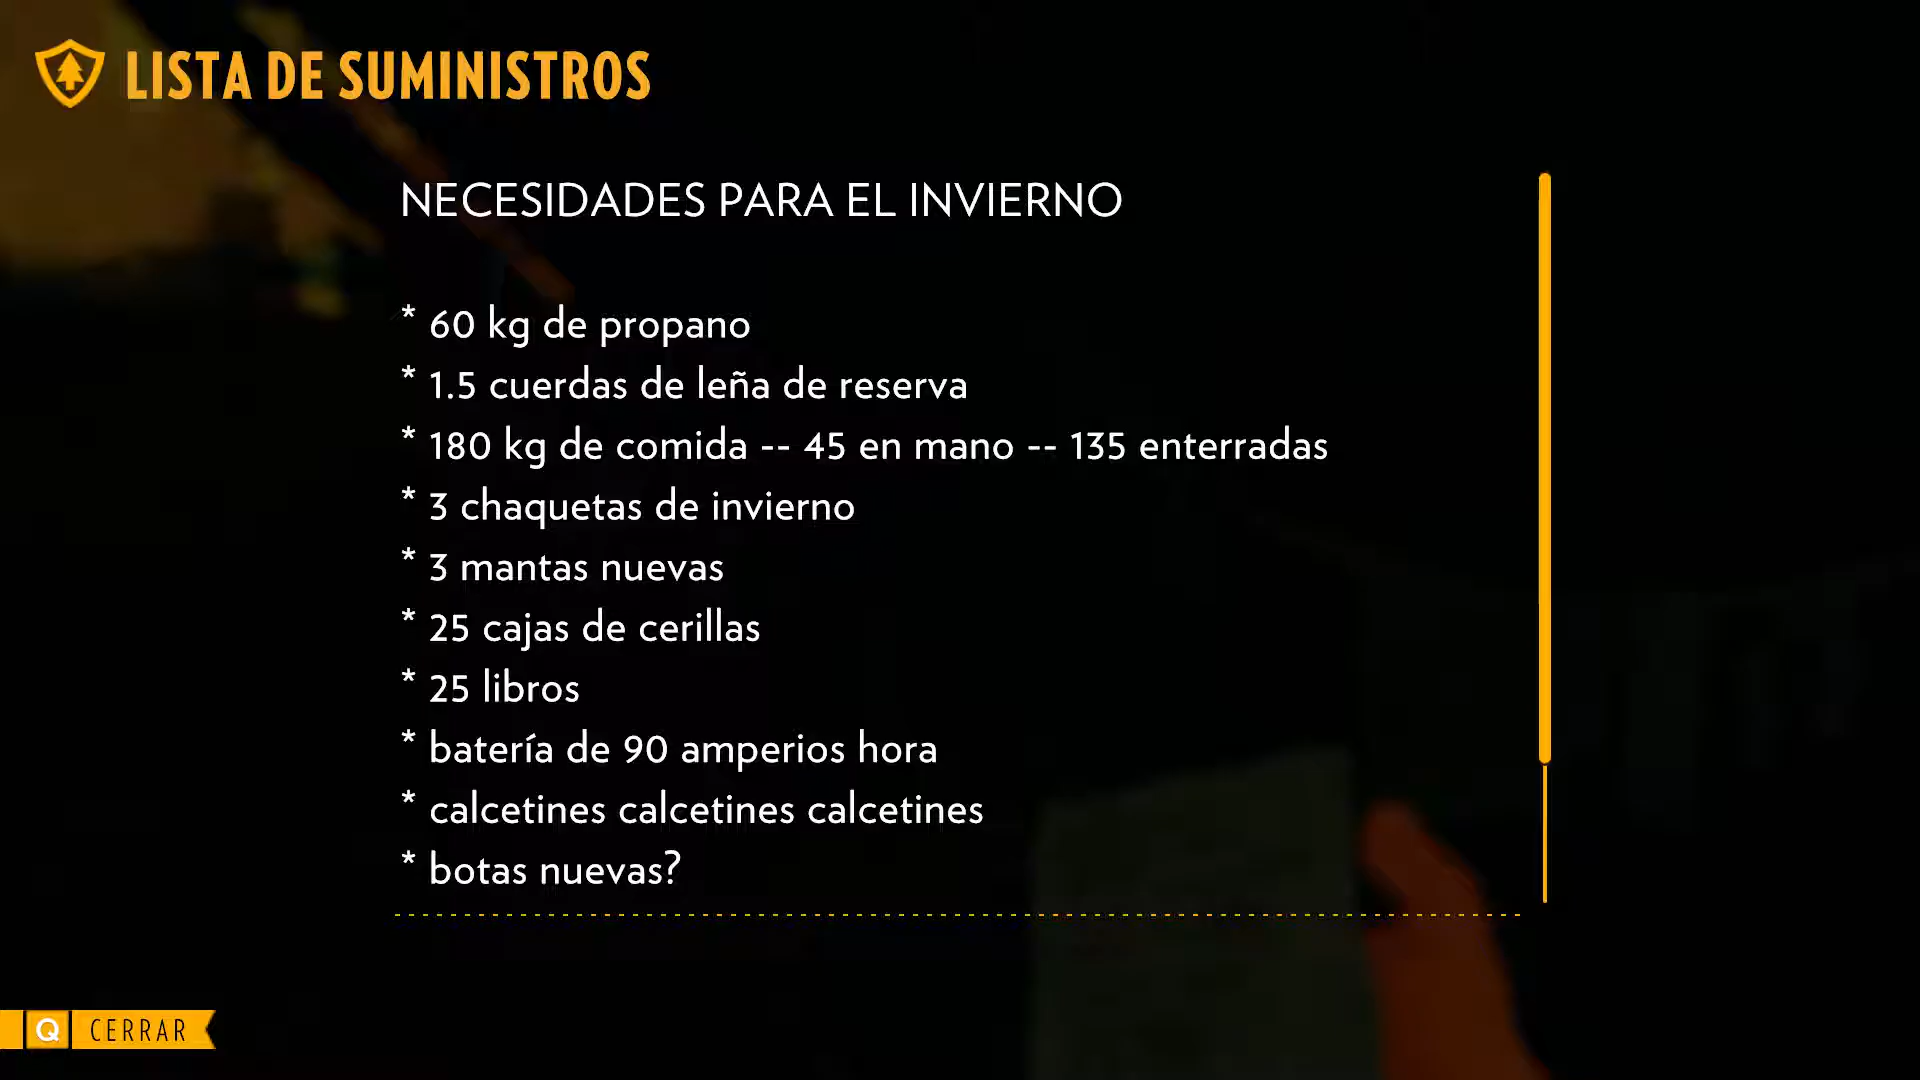 LISTA DE SUMINISTROS
NECESIDADES PARA EL INVIERNO
* 60 kg de propano
* 1.5 cuerdas de leña de reserva
* 180 kg de comida -- 45 en mano -- 135 enterradas
* 3 chaquetas de invierno
* 3 mantas nuevas
* 25 cajas de cerillas
* 25 libros
* batería de 90 amperios hora
* calcetines calcetines calcetines
* botas nuevas?
Q CERRAR